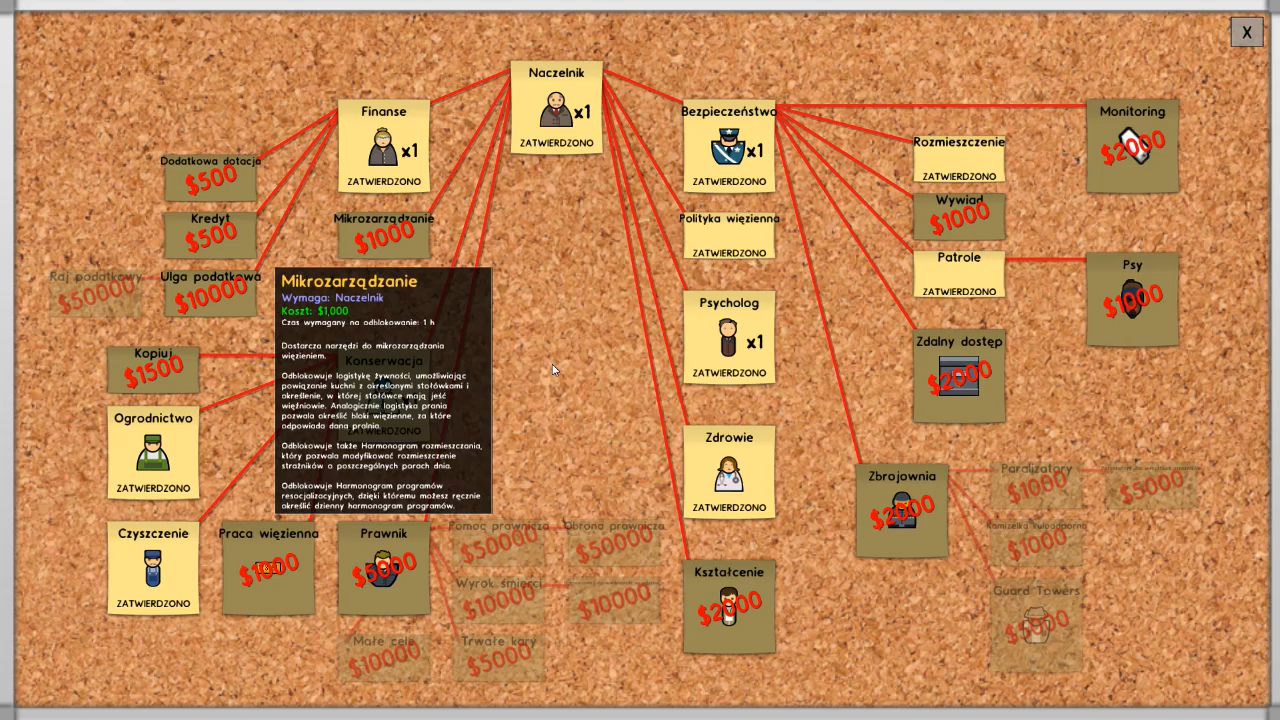 X
Naczelnik
x1
ZATWIERDZONO
Finanse
x1
ZATWIERDZONO
Bezpieczeństwo
x1
ZATWIERDZONO
Monitoring
$2000
Rozmieszczenie
ZATWIERDZONO
Dodatkowa dotacja
$500
Wywiad
$1000
Kredyt
$500
Mikrozarządzanie
$1000
Polityka więzienna
ZATWIERDZONO
Patrole
ZATWIERDZONO
Psy
$1000
Raj podatkowy
$50000
Ulga podatkowa
$10000
Mikrozarządzanie
Wymaga: Naczelnik
Koszt: $1,000
Czas wymagany na odblokowanie: 1 h
Dostarcza narzędzi do mikrozarządzania
więzieniem.
Odblokowuje logistykę żywności, umożliwiając
powiązanie kuchni z określonymi stołówkami i
określenie, w której stołówce mają jeść
więźniowie. Analogicznie logistyka prania
pozwala określić bloki więzienne, za które
odpowiada dana pralnia.
Odblokowuje także Harmonogram rozmieszczania,
który pozwala modyfikować rozmieszczenie
strażników o poszczególnych porach dnia.
Odblokowuje Harmonogram programów
resocjalizacyjnych, dzięki któremu możesz ręcznie
określić dzienny harmonogram programów.
Konserwacja
ZATWIERDZONO
Psycholog
x1
ZATWIERDZONO
Zdalny dostęp
$2000
Kopiuj
$1500
Ogrodnictwo
ZATWIERDZONO
Zdrowie
ZATWIERDZONO
Zbrojownia
$2000
Paralizatory
$1000
$5000
Kamizelka kuloodporna
$1000
Guard Towers
$5000
Czyszczenie
ZATWIERDZONO
Praca więzienna
$1000
Prawnik
$5000
Pomoc prawnicza
$50000
Obrona prawnicza
$50000
Wyrok śmierci
$10000
$10000
Małe cele
$10000
Trwałe kary
$5000
Kształcenie
$2000